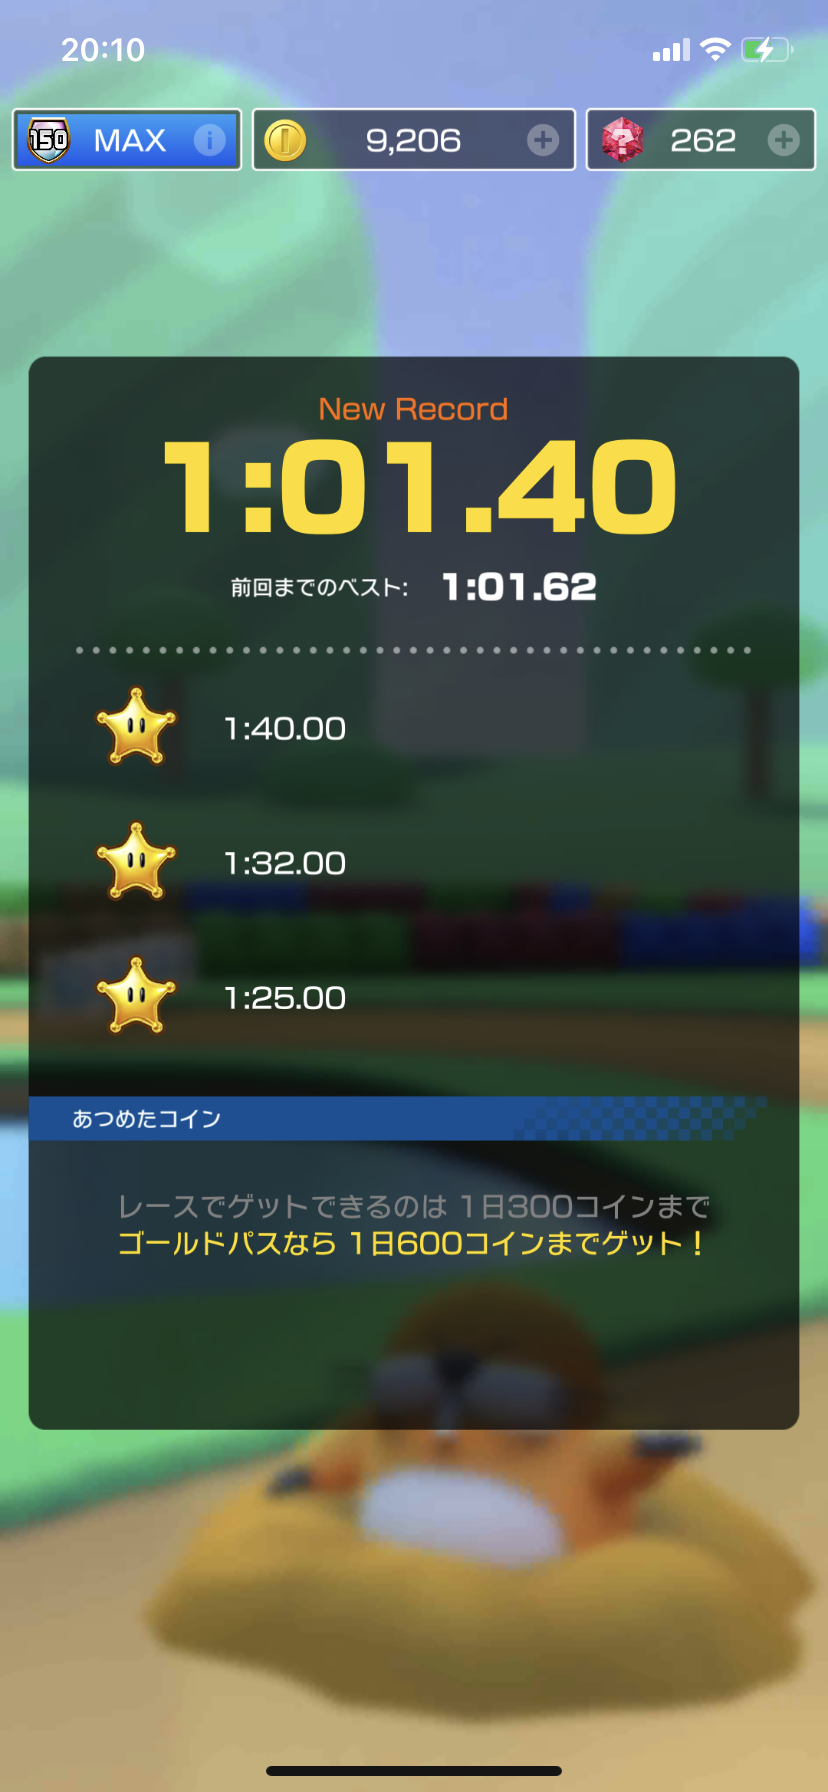 20:10
150 MAX i 9,206 + ? 262 +
New Record
1:01.40
前回までのベスト: 1:01.62
1:40.00
1:32.00
1:25.00
あつめたコイン
レースでゲットできるのは 1日300コインまで
ゴールドパスなら 1日600コインまでゲット！